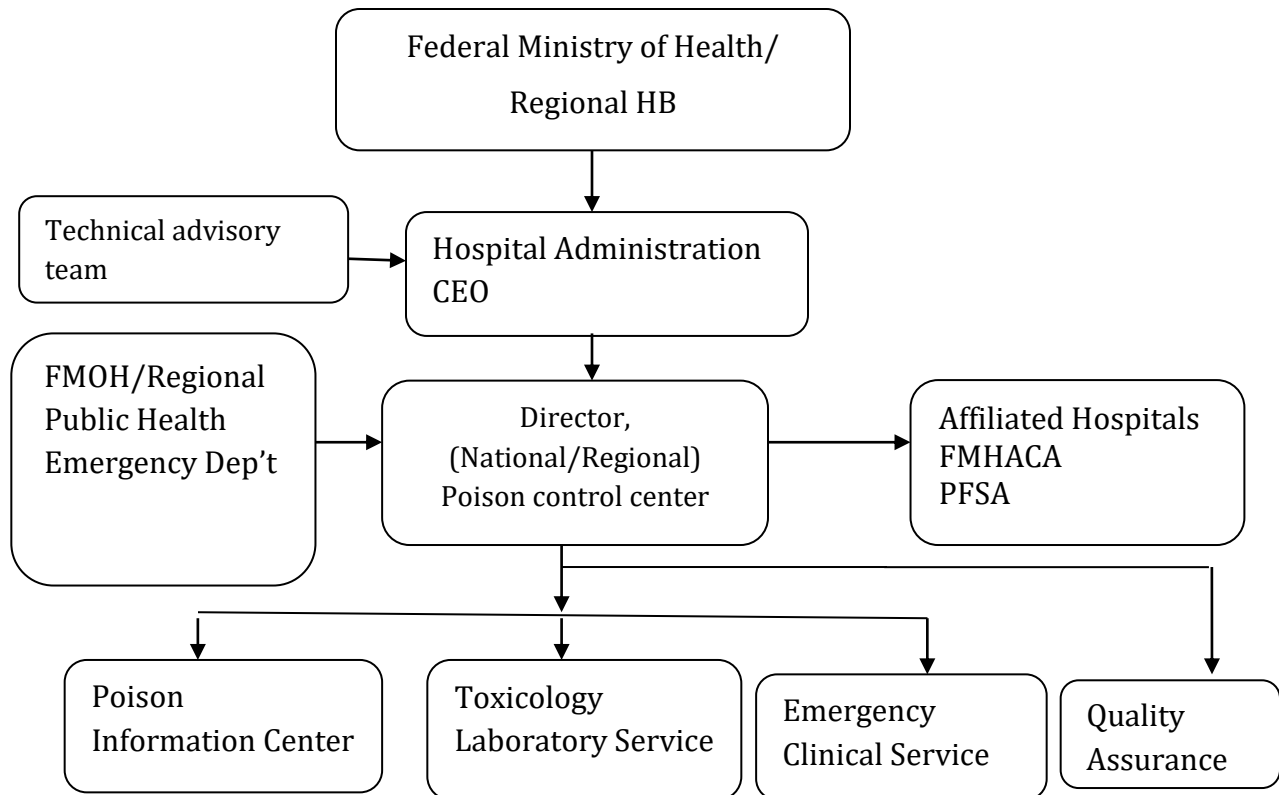 Federal Ministry of Health/
Regional HB
Technical advisory
team
Hospital Administration
CEO
FMOH/Regional
Public Health
Emergency Dep't
Director,
(National/Regional)
Poison control center
Affiliated Hospitals
FMHACA
PFSA
Poison
Information Center
Toxicology
Laboratory Service
Emergency
Clinical Service
Quality
Assurance